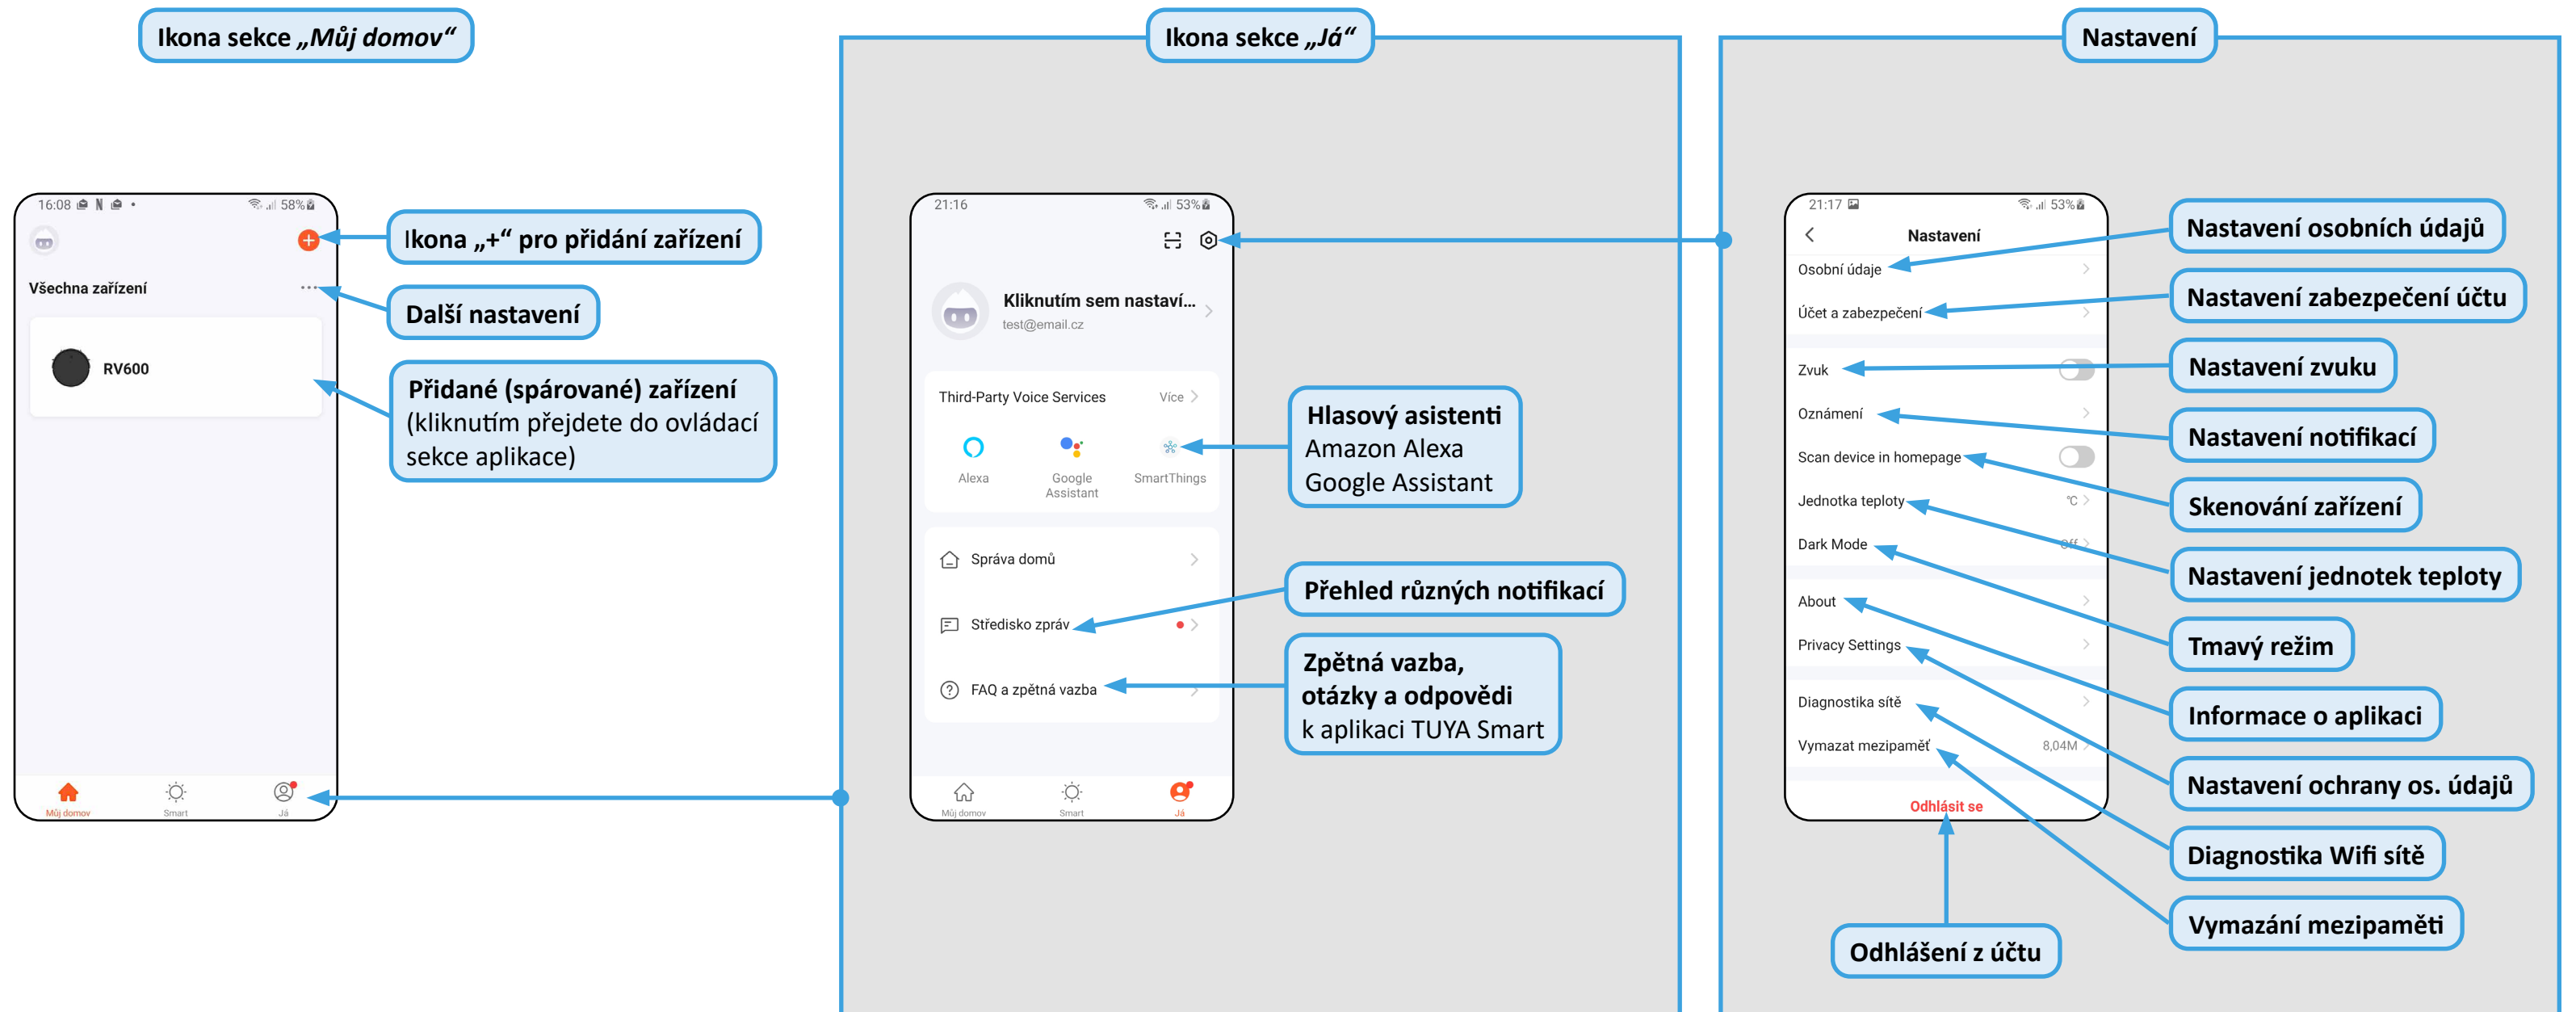 Ikona sekce „Můj domov“
16:08
58%
Ikona „+“ pro přidání zařízení
Všechna zařízení
Další nastavení
RV600
Přidané (spárované) zařízení
(kliknutím přejdete do ovládací
sekce aplikace)
Můj domov
Smart
Já
Ikona sekce „Já“
21:16
53%
Kliknutím sem nastaví...
test@email.cz
Third-Party Voice Services
Více
Alexa
Google
Assistant
SmartThings
Hlasový asistenti
Amazon Alexa
Google Assistant
Správa domů
Středisko zpráv
Přehled různých notifikací
FAQ a zpětná vazba
Zpětná vazba,
otázky a odpovědi
k aplikaci TUYA Smart
Můj domov
Smart
Já
Nastavení
21:17
53%
Nastavení
Osobní údaje
Účet a zabezpečení
Zvuk
Oznámení
Scan device in homepage
Jednotka teploty
°C
Dark Mode
Off
About
Privacy Settings
Diagnostika sítě
Vymazat mezipaměť
8,04M
Odhlásit se
Nastavení osobních údajů
Nastavení zabezpečení účtu
Nastavení zvuku
Nastavení notifikací
Skenování zařízení
Nastavení jednotek teploty
Tmavý režim
Informace o aplikaci
Nastavení ochrany os. údajů
Diagnostika Wifi sítě
Vymazání mezipaměti
Odhlášení z účtu